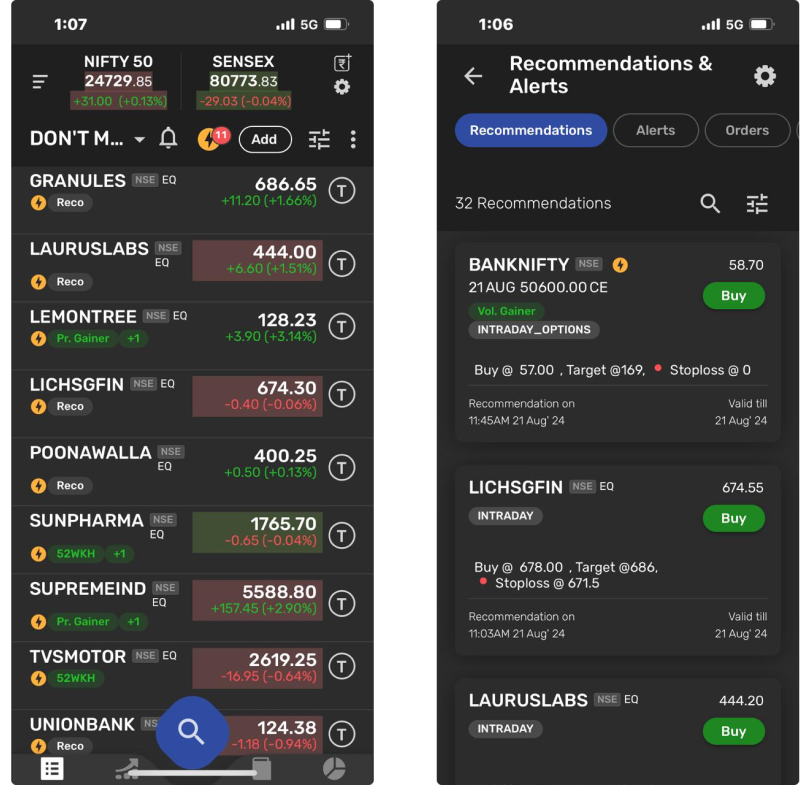 1:07
5G
NIFTY 50
24729.85
+31.00 (+0.13%)
SENSEX
80773.83
-29.03 (-0.04%)
DON'T M...
11
Add
GRANULES NSE EQ
686.65
Reco
+11.20 (+1.66%)
T
LAURUSLABS NSE
EQ
444.00
+6.60 (+1.51%)
Reco
T
LEMONTREE NSE EQ
128.23
Pr. Gainer +1
+3.90 (+3.14%)
T
LICHSGFIN NSE EQ
674.30
Reco
-0.40 (-0.06%)
T
POONAWALLA NSE
EQ
400.25
+0.50 (+0.13%)
Reco
T
SUNPHARMA NSE
EQ
1765.70
-0.65 (-0.04%)
52WKH +1
T
SUPREMEIND NSE
EQ
5588.80
+157.45 (+2.90%)
Pr. Gainer +1
T
TVSMOTOR NSE EQ
2619.25
52WKH
-16.95 (-0.64%)
T
UNIONBANK NS
124.38
Reco
-1.18 (-0.94%)
T
1:06
5G
Recommendations &
Alerts
Recommendations
Alerts
Orders
32 Recommendations
BANKNIFTY NSE
58.70
21 AUG 50600.00 CE
Buy
Vol. Gainer
INTRADAY_OPTIONS
Buy @ 57.00 , Target @169, Stoploss @ 0
Recommendation on
Valid till
11:45AM 21 Aug' 24
21 Aug' 24
LICHSGFIN NSE EQ
674.55
INTRADAY
Buy
Buy @ 678.00 , Target @686,
Stoploss @ 671.5
Recommendation on
Valid till
11:03AM 21 Aug' 24
21 Aug' 24
LAURUSLABS NSE EQ
444.20
INTRADAY
Buy